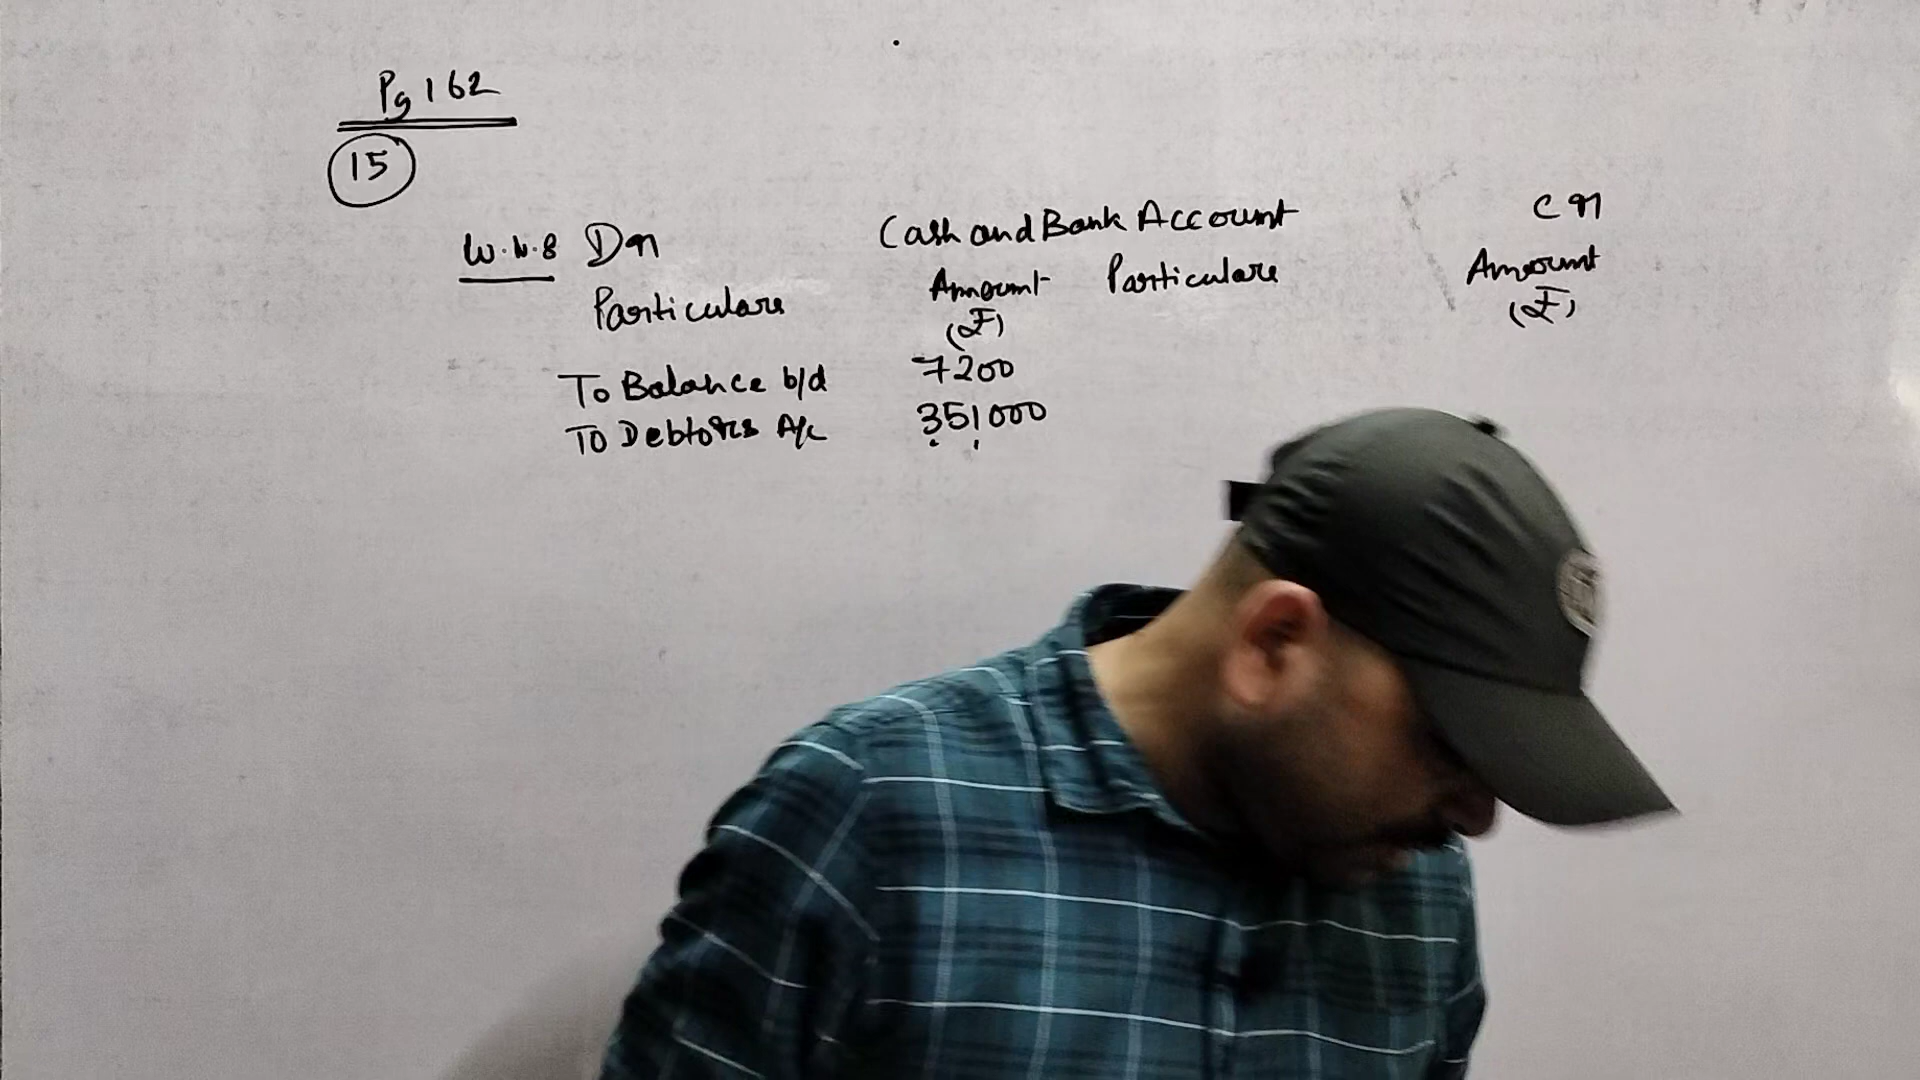 Pg 162
15
W.N.8 Dr Cash and Bank Account Cr
Particulars Amount Particulars Amount
(₹) (₹)
To Balance b/d 7200
To Debtors A/c 351000